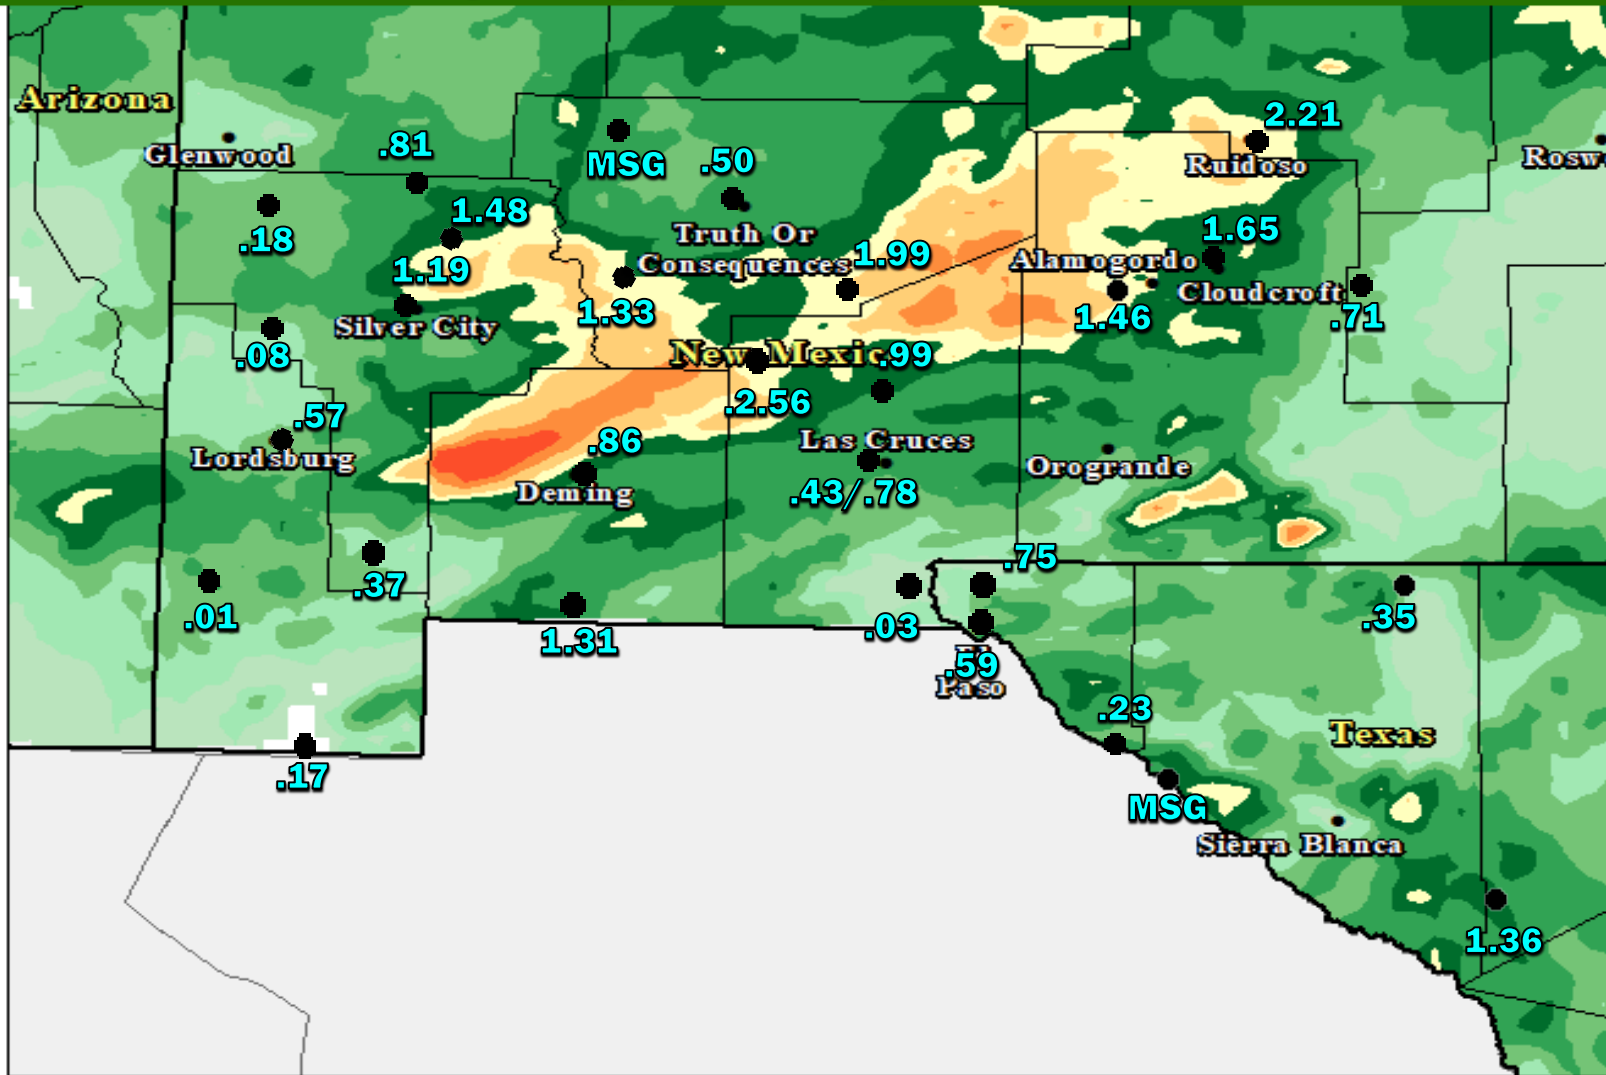 Arizona
Glenwood
.81
MSG
.50
2.21
Ruidoso
Rosw
.18
1.48
Truth Or
Consequences
1.99
1.65
1.19
Alamogordo
Cloudcroft
Silver City
1.33
1.46
.71
.08
New Mexic
.99
.57
.2.56
Lordsburg
.86
Las Cruces
Orogrande
Deming
.43/.78
.75
.37
.01
.03
.35
1.31
.59
Paso
.23
Texas
.17
MSG
Sierra Blanca
1.36